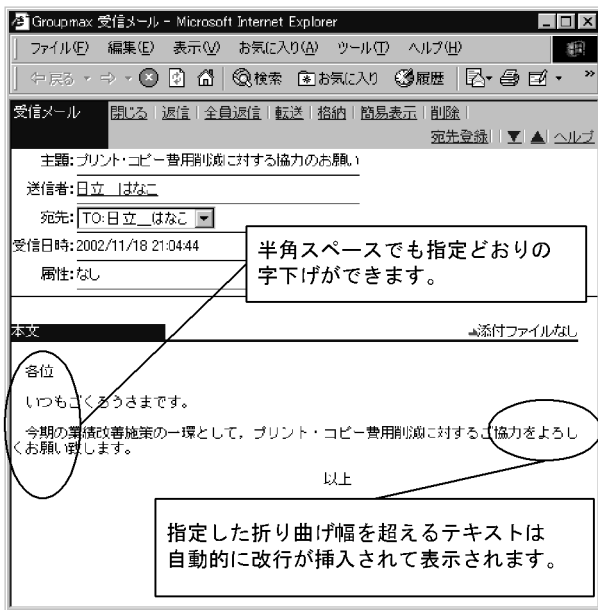 Groupmax 受信メール - Microsoft Internet Explorer
ファイル(F) 編集(E) 表示(V) お気に入り(A) ツール(T) ヘルプ(H)
戻る 検索 お気に入り 履歴 »
受信メール 閉じる | 返信 | 全員返信 | 転送 | 格納 | 簡易表示 | 削除 |
宛先登録 | ▼ | ▲ | ヘルプ
主題: プリント・コピー費用削減に対する協力のお願い
送信者: 日立__はなこ
宛先: TO:日立__はなこ
受信日時: 2002/11/18 21:04:44
属性: なし
半角スペースでも指定どおりの
字下げができます。
本文 添付ファイルなし
各位
いつもごくろうさまです。
今期の業績改善施策の一環として，プリント・コピー費用削減に対するご協力をよろし
くお願い致します。
以上
指定した折り曲げ幅を超えるテキストは
自動的に改行が挿入されて表示されます。